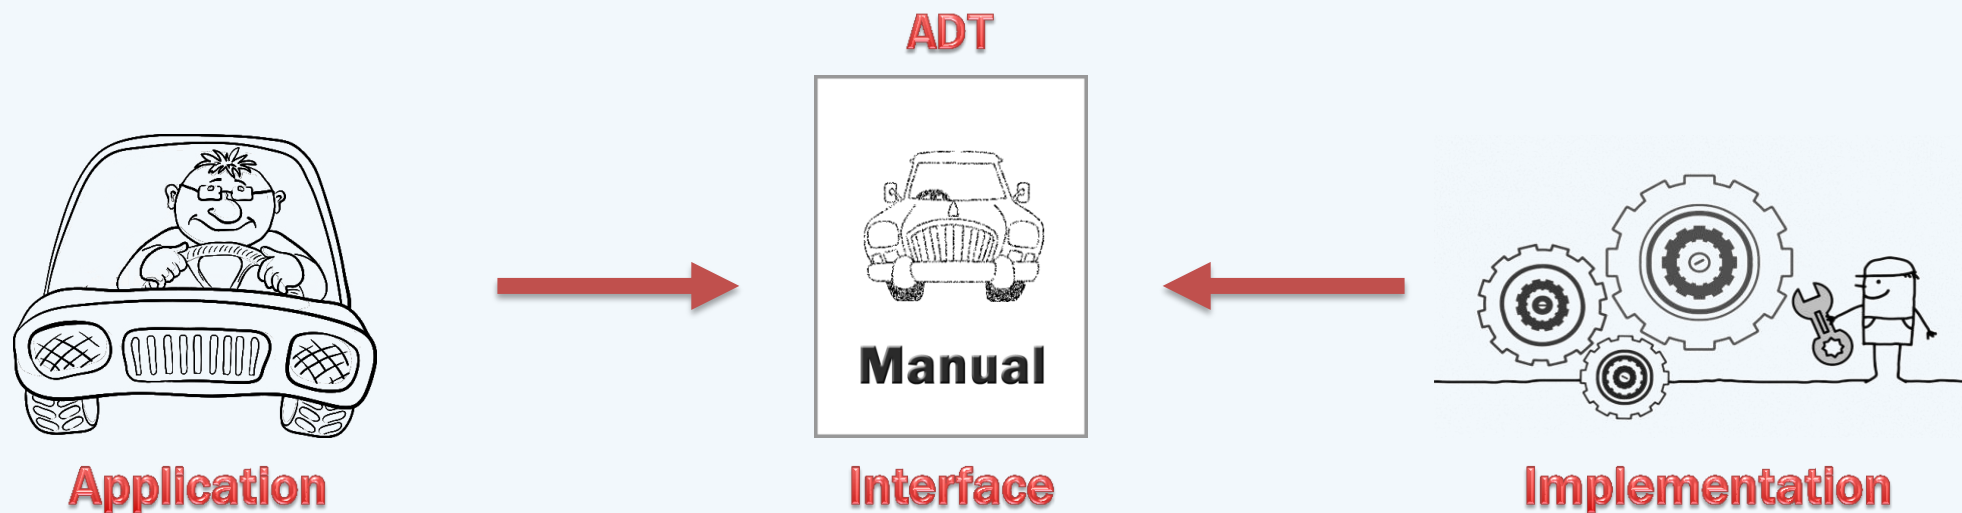 ADT
Manual
Application
Interface
Implementation